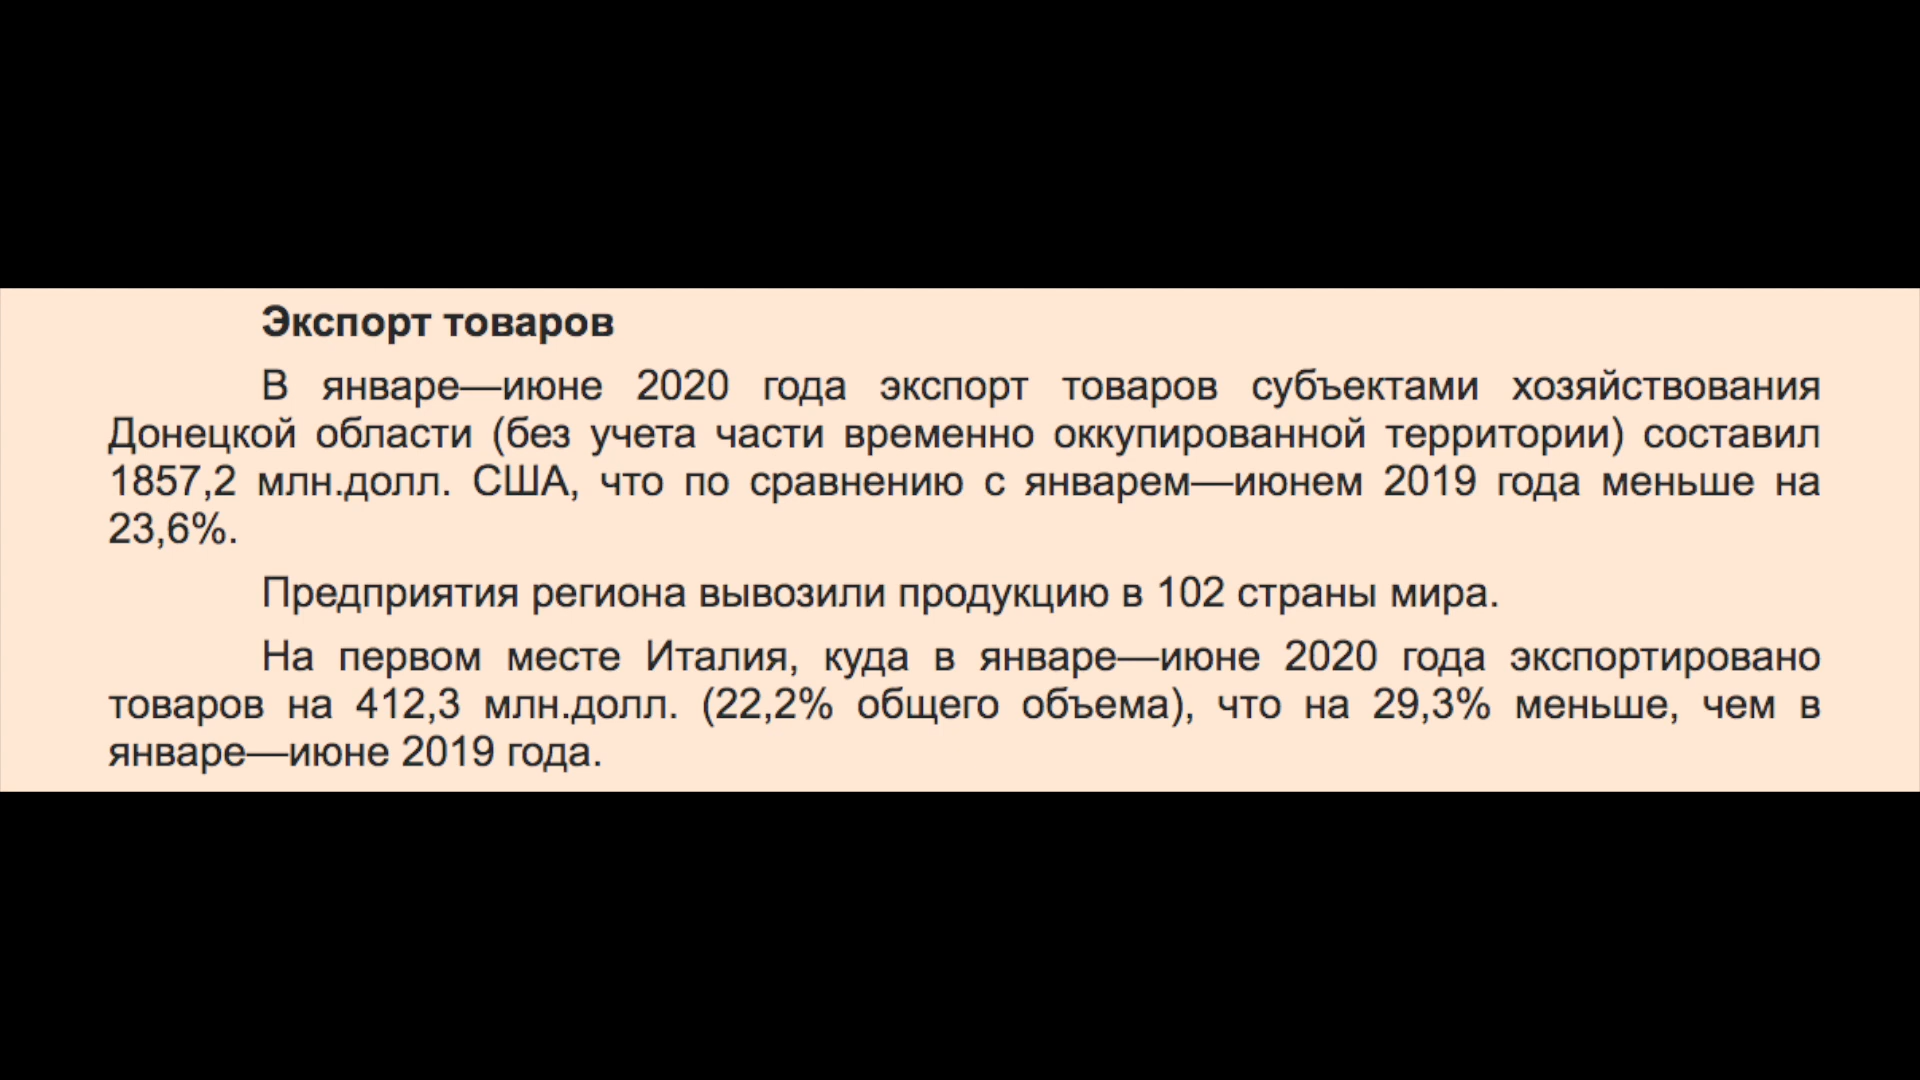 Экспорт товаров
В январе—июне 2020 года экспорт товаров субъектами хозяйствования
Донецкой области (без учета части временно оккупированной территории) составил
1857,2 млн.долл. США, что по сравнению с январем—июнем 2019 года меньше на
23,6%.
Предприятия региона вывозили продукцию в 102 страны мира.
На первом месте Италия, куда в январе—июне 2020 года экспортировано
товаров на 412,3 млн.долл. (22,2% общего объема), что на 29,3% меньше, чем в
январе—июне 2019 года.